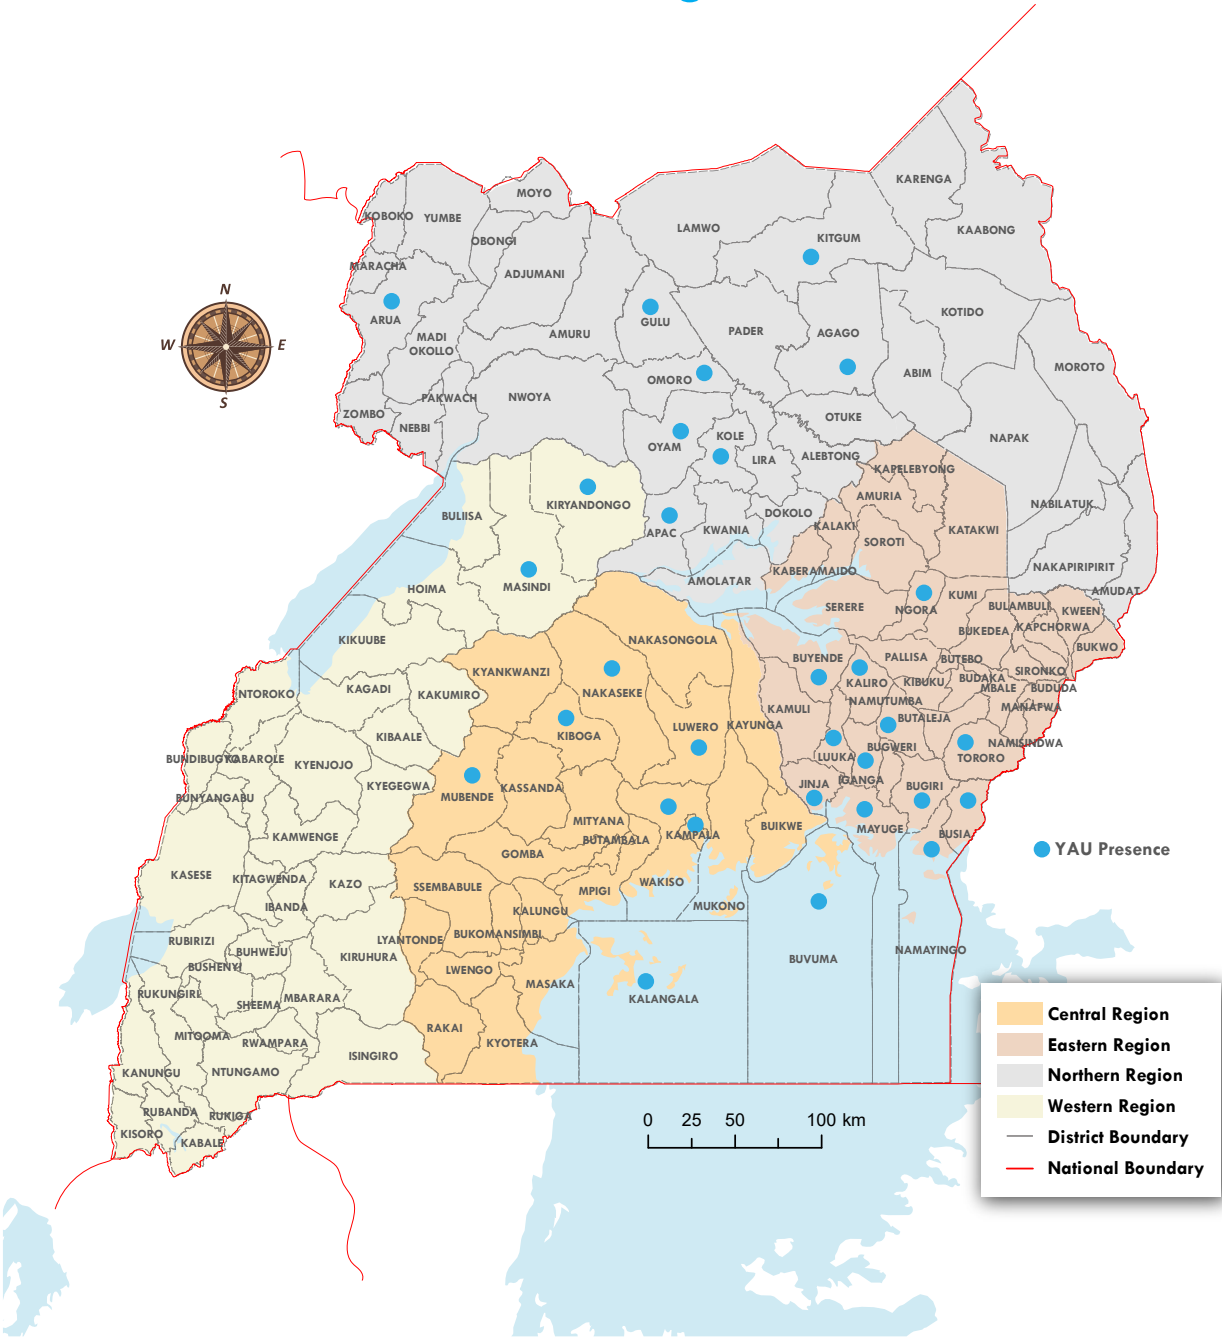 KARENGA
MOYO
KOBOKO
YUMBE
LAMWO
KAABONG
KITGUM
OBONGI
MARACHA
ADJUMANI
N
W
E
S
ARUA
GULU
KOTIDO
MADI
OKOLLO
AMURU
PADER
AGAGO
MOROTO
ABIM
OMORO
PAKWACH
NWOYA
ZOMBO
NEBBI
OTUKE
NAPAK
OYAM
KOLE
LIRA
ALEBTONG
KAPELEBYONG
AMURIA
KIRYANDONGO
NABILATUK
BULIISA
DOKOLO
KALAKI
APAC
KWANIA
KATAKWI
SOROTI
NAKAPIRIPIRIT
KABERAMAIDO
AMOLATAR
MASINDI
HOIMA
AMUDAT
KUMI
SERERE
NGORA
BULAMBULI
KWEEN
KAPCHORWA
BUKEDEA
KIKUUBE
NAKASONGOLA
BUKWO
BUYENDE
PALLISA
BUTEBO
KYANKWANZI
SIRONKO
KALIRO
KIBUKU
BUDAKA
MBALE
BUDUDA
NTOROKO
KAGADI
KAKUMIRO
NAKASEKE
NAMUTUMBA
MANAFWA
KAMULI
BUTALEJA
LUWERO
KAYUNGA
KIBAALE
KIBOGA
NAMISINDWA
BUGWERI
LUUKA
TORORO
BUNDIBUGYO
KABAROLE
KYENJOJO
KYEGEGWA
IGANGA
JINJA
BUGIRI
BUNYANGABU
MUBENDE
KASSANDA
MITYANA
BUIKWE
MAYUGE
BUSIA
KAMWENGE
BUTAMBALA
KAMPALA
YAU Presence
GOMBA
KASESE
KITAGWENDA
KAZO
SSEMBABULE
WAKISO
MPIGI
IBANDA
KALUNGU
MUKONO
BUKOMANSIMBI
RUBIRIZI
LYANTONDE
BUHWEJU
KIRUHURA
NAMAYINGO
BUVUMA
BUSHENYI
LWENGO
MASAKA
RUKUNGIRI
MBARARA
SHEEMA
KALANGALA
Central Region
RAKAI
MITOOMA
RWAMPARA
KYOTERA
Eastern Region
ISINGIRO
KANUNGU
NTUNGAMO
Northern Region
RUBANDA
RUKIGA
Western Region
KISORO
KABALE
0 25 50 100 km
District Boundary
National Boundary